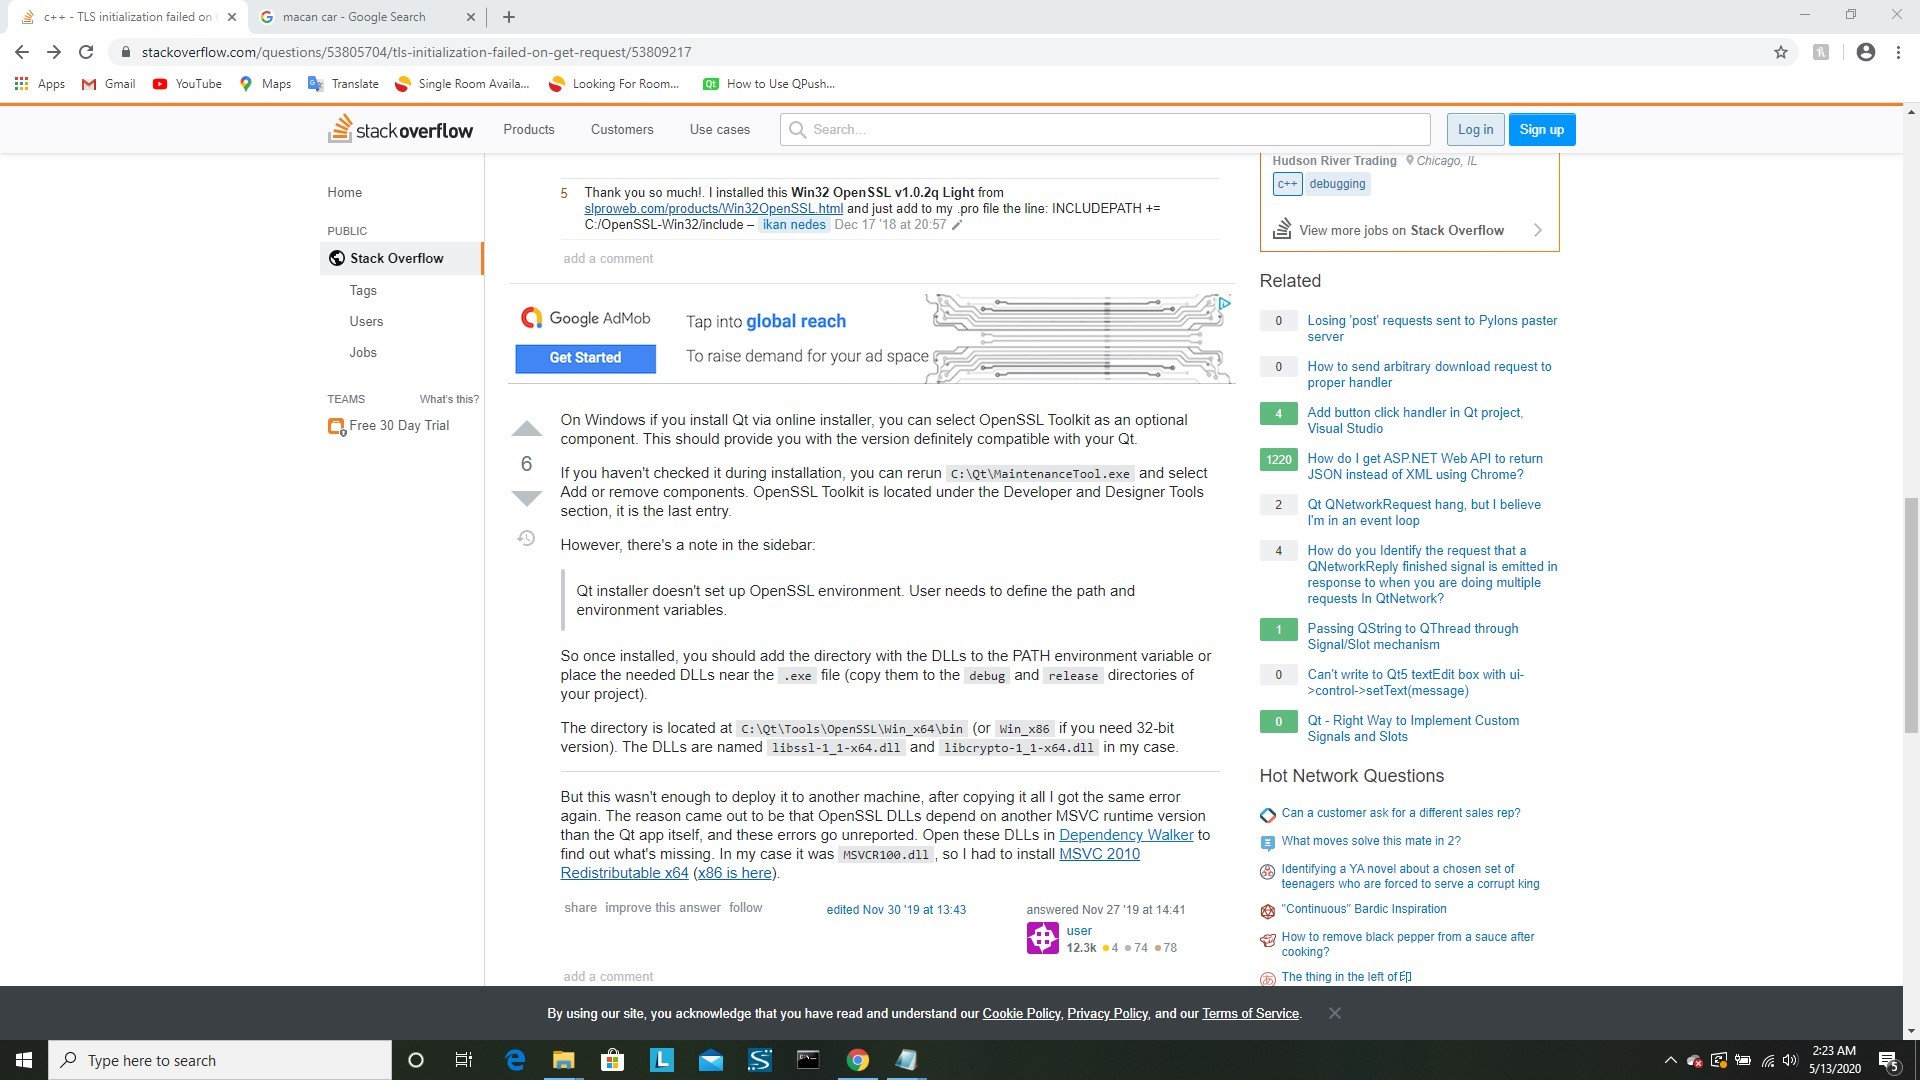 c++ - TLS initialization failed on
macan car - Google Search
stackoverflow.com/questions/53805704/tls-initialization-failed-on-get-request/53809217
Apps
Gmail
YouTube
Maps
Translate
Single Room Availa...
Looking For Room...
How to Use QPush...
stackoverflow
Products
Customers
Use cases
Search...
Log in
Sign up
Home
PUBLIC
Stack Overflow
Tags
Users
Jobs
TEAMS
What's this?
Free 30 Day Trial
5
Thank you so much!. I installed this Win32 OpenSSL v1.0.2q Light from
slproweb.com/products/Win32OpenSSL.html and just add to my .pro file the line: INCLUDEPATH +=
C:/OpenSSL-Win32/include – ikan nedes Dec 17 '18 at 20:57
add a comment
Google AdMob
Get Started
Tap into global reach
To raise demand for your ad space
6
On Windows if you install Qt via online installer, you can select OpenSSL Toolkit as an optional
component. This should provide you with the version definitely compatible with your Qt.
If you haven't checked it during installation, you can rerun C:\Qt\MaintenanceTool.exe and select
Add or remove components. OpenSSL Toolkit is located under the Developer and Designer Tools
section, it is the last entry.
However, there's a note in the sidebar:
Qt installer doesn't set up OpenSSL environment. User needs to define the path and
environment variables.
So once installed, you should add the directory with the DLLs to the PATH environment variable or
place the needed DLLs near the .exe file (copy them to the debug and release directories of
your project).
The directory is located at C:\Qt\Tools\OpenSSL\Win_x64\bin (or Win_x86 if you need 32-bit
version). The DLLs are named libssl-1_1-x64.dll and libcrypto-1_1-x64.dll in my case.
But this wasn't enough to deploy it to another machine, after copying it all I got the same error
again. The reason came out to be that OpenSSL DLLs depend on another MSVC runtime version
than the Qt app itself, and these errors go unreported. Open these DLLs in Dependency Walker to
find out what's missing. In my case it was MSVCR100.dll , so I had to install MSVC 2010
Redistributable x64 (x86 is here).
share improve this answer follow
edited Nov 30 '19 at 13:43
answered Nov 27 '19 at 14:41
user
12.3k 4 74 78
add a comment
Hudson River Trading Chicago, IL
c++ debugging
View more jobs on Stack Overflow
Related
0 Losing 'post' requests sent to Pylons paster
server
0 How to send arbitrary download request to
proper handler
4 Add button click handler in Qt project,
Visual Studio
1220 How do I get ASP.NET Web API to return
JSON instead of XML using Chrome?
2 Qt QNetworkRequest hang, but I believe
I'm in an event loop
4 How do you Identify the request that a
QNetworkReply finished signal is emitted in
response to when you are doing multiple
requests In QtNetwork?
1 Passing QString to QThread through
Signal/Slot mechanism
0 Can't write to Qt5 textEdit box with ui-
>control->setText(message)
0 Qt - Right Way to Implement Custom
Signals and Slots
Hot Network Questions
Can a customer ask for a different sales rep?
What moves solve this mate in 2?
Identifying a YA novel about a chosen set of
teenagers who are forced to serve a corrupt king
"Continuous" Bardic Inspiration
How to remove black pepper from a sauce after
cooking?
The thing in the left of 印
By using our site, you acknowledge that you have read and understand our Cookie Policy, Privacy Policy, and our Terms of Service.
Type here to search
2:23 AM
5/13/2020
5